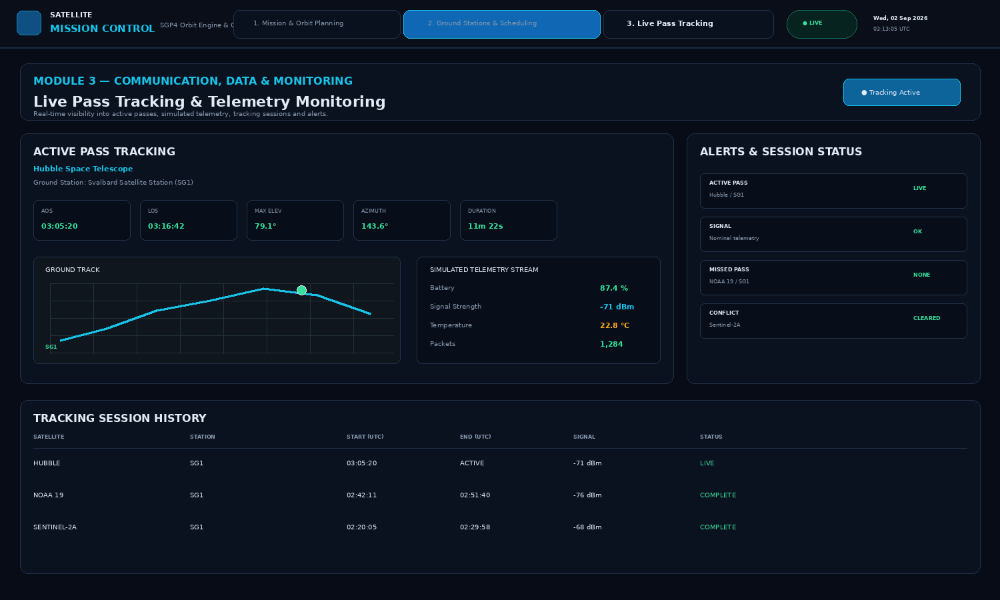 SATELLITE
MISSION CONTROL
SGP4 Orbit Engine &
1. Mission & Orbit Planning
2. Ground Stations & Scheduling
3. Live Pass Tracking
● LIVE
Wed, 02 Sep 2026
03:13:05 UTC
MODULE 3 — COMMUNICATION, DATA & MONITORING
Live Pass Tracking & Telemetry Monitoring
Real-time visibility into active passes, simulated telemetry, tracking sessions and alerts.
● Tracking Active
ACTIVE PASS TRACKING
Hubble Space Telescope
Ground Station: Svalbard Satellite Station (SG1)
AOS
03:05:20
LOS
03:16:42
MAX ELEV
79.1°
AZIMUTH
143.6°
DURATION
11m 22s
GROUND TRACK
SG1
SIMULATED TELEMETRY STREAM
Battery 87.4 %
Signal Strength -71 dBm
Temperature 22.8 °C
Packets 1,284
ALERTS & SESSION STATUS
ACTIVE PASS
Hubble / SG1
LIVE
SIGNAL
Nominal telemetry
OK
MISSED PASS
NOAA 19 / SG1
NONE
CONFLICT
Sentinel-2A
CLEARED
TRACKING SESSION HISTORY
SATELLITE STATION START (UTC) END (UTC) SIGNAL STATUS
HUBBLE SG1 03:05:20 ACTIVE -71 dBm LIVE
NOAA 19 SG1 02:42:11 02:51:40 -76 dBm COMPLETE
SENTINEL-2A SG1 02:20:05 02:29:58 -68 dBm COMPLETE